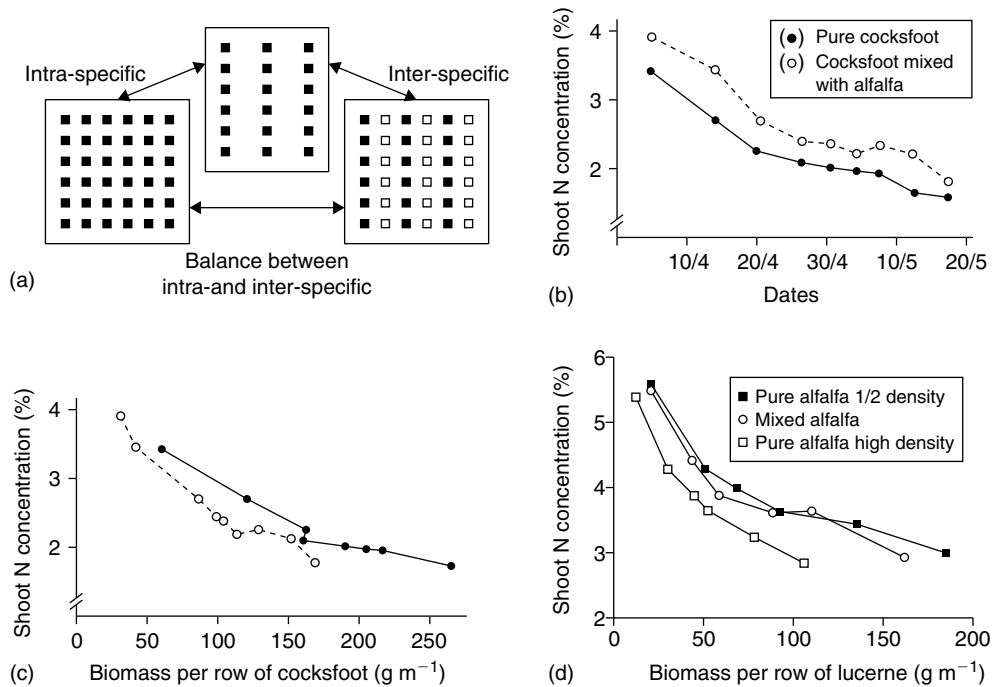 (a)
Intra-specific
Inter-specific
Balance between
intra-and inter-specific
(b)
Shoot N concentration (%)
4
3
2
(●) Pure cocksfoot
(○) Cocksfoot mixed
with alfalfa
10/4 20/4 30/4 10/5 20/5
Dates
(c)
Shoot N concentration (%)
4
3
2
0 50 100 150 200 250
Biomass per row of cocksfoot (g m⁻¹)
(d)
Shoot N concentration (%)
6
5
4
3
2
■ Pure alfalfa 1/2 density
○ Mixed alfalfa
□ Pure alfalfa high density
0 50 100 150 200
Biomass per row of lucerne (g m⁻¹)